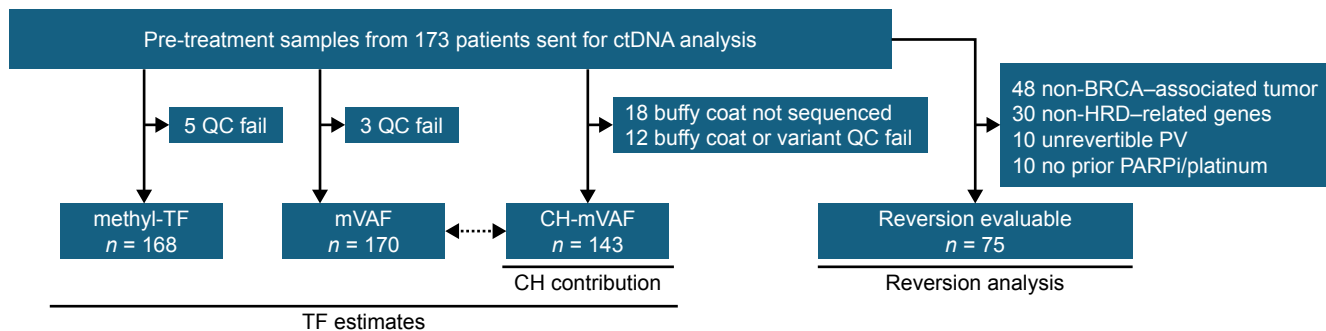 Pre-treatment samples from 173 patients sent for ctDNA analysis
5 QC fail
3 QC fail
18 buffy coat not sequenced
12 buffy coat or variant QC fail
48 non-BRCA–associated tumor
30 non-HRD–related genes
10 unrevertible PV
10 no prior PARPi/platinum
methyl-TF
n = 168
mVAF
n = 170
CH-mVAF
n = 143
Reversion evaluable
n = 75
CH contribution
Reversion analysis
TF estimates